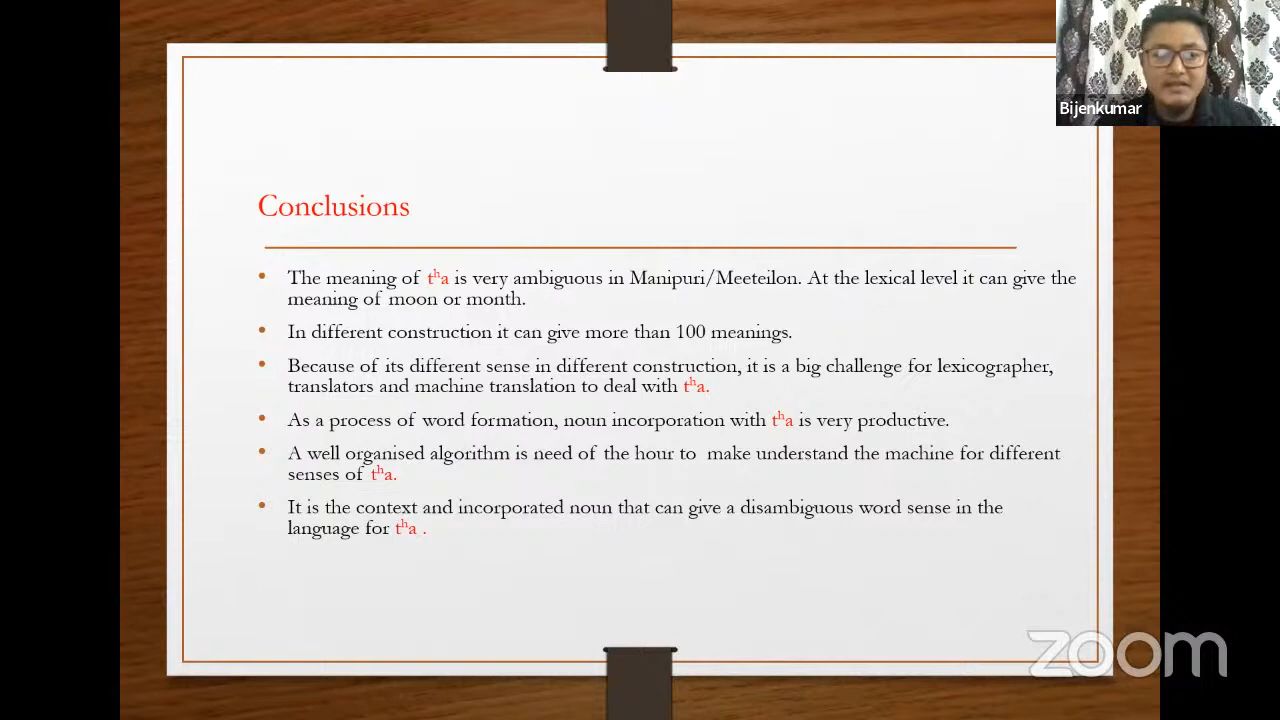 Bijenkumar
Conclusions
• The meaning of tʰa is very ambiguous in Manipuri/Meeteilon. At the lexical level it can give the
meaning of moon or month.
• In different construction it can give more than 100 meanings.
• Because of its different sense in different construction, it is a big challenge for lexicographer,
translators and machine translation to deal with tʰa.
• As a process of word formation, noun incorporation with tʰa is very productive.
• A well organised algorithm is need of the hour to make understand the machine for different
senses of tʰa.
• It is the context and incorporated noun that can give a disambiguous word sense in the
language for tʰa .
zoom